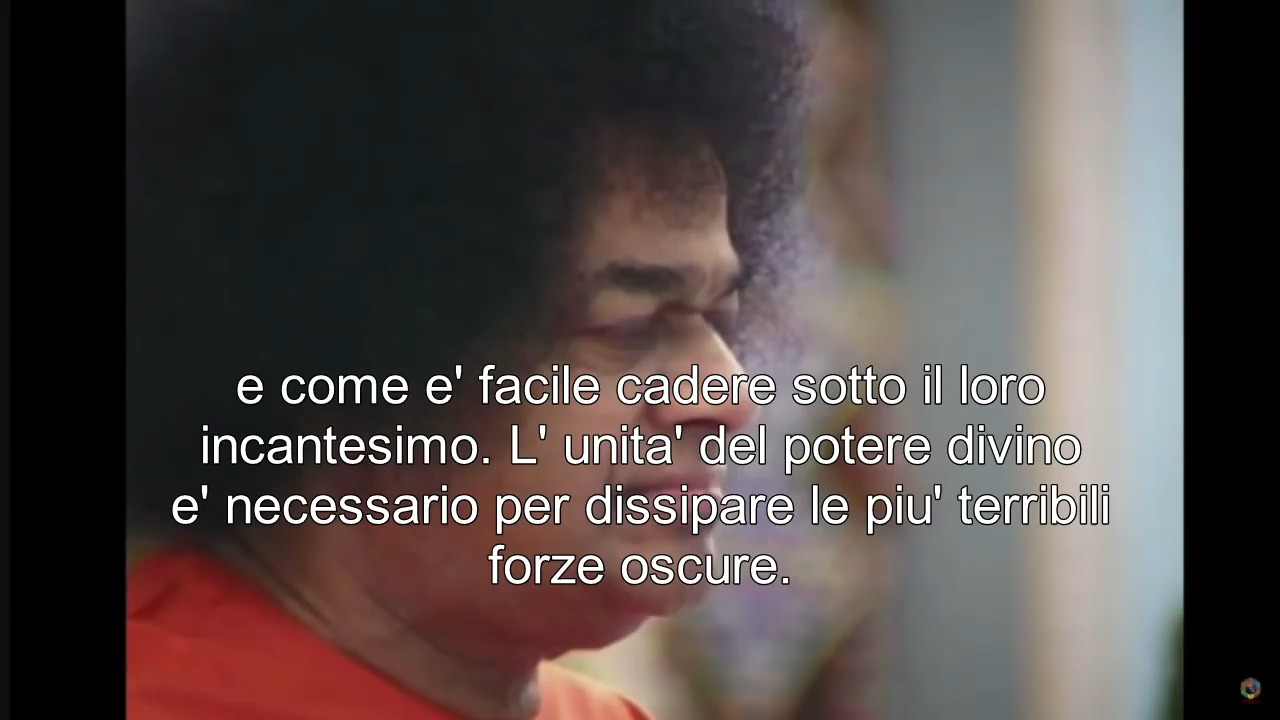 e come e' facile cadere sotto il loro
incantesimo. L' unita' del potere divino
e' necessario per dissipare le piu' terribili
forze oscure.